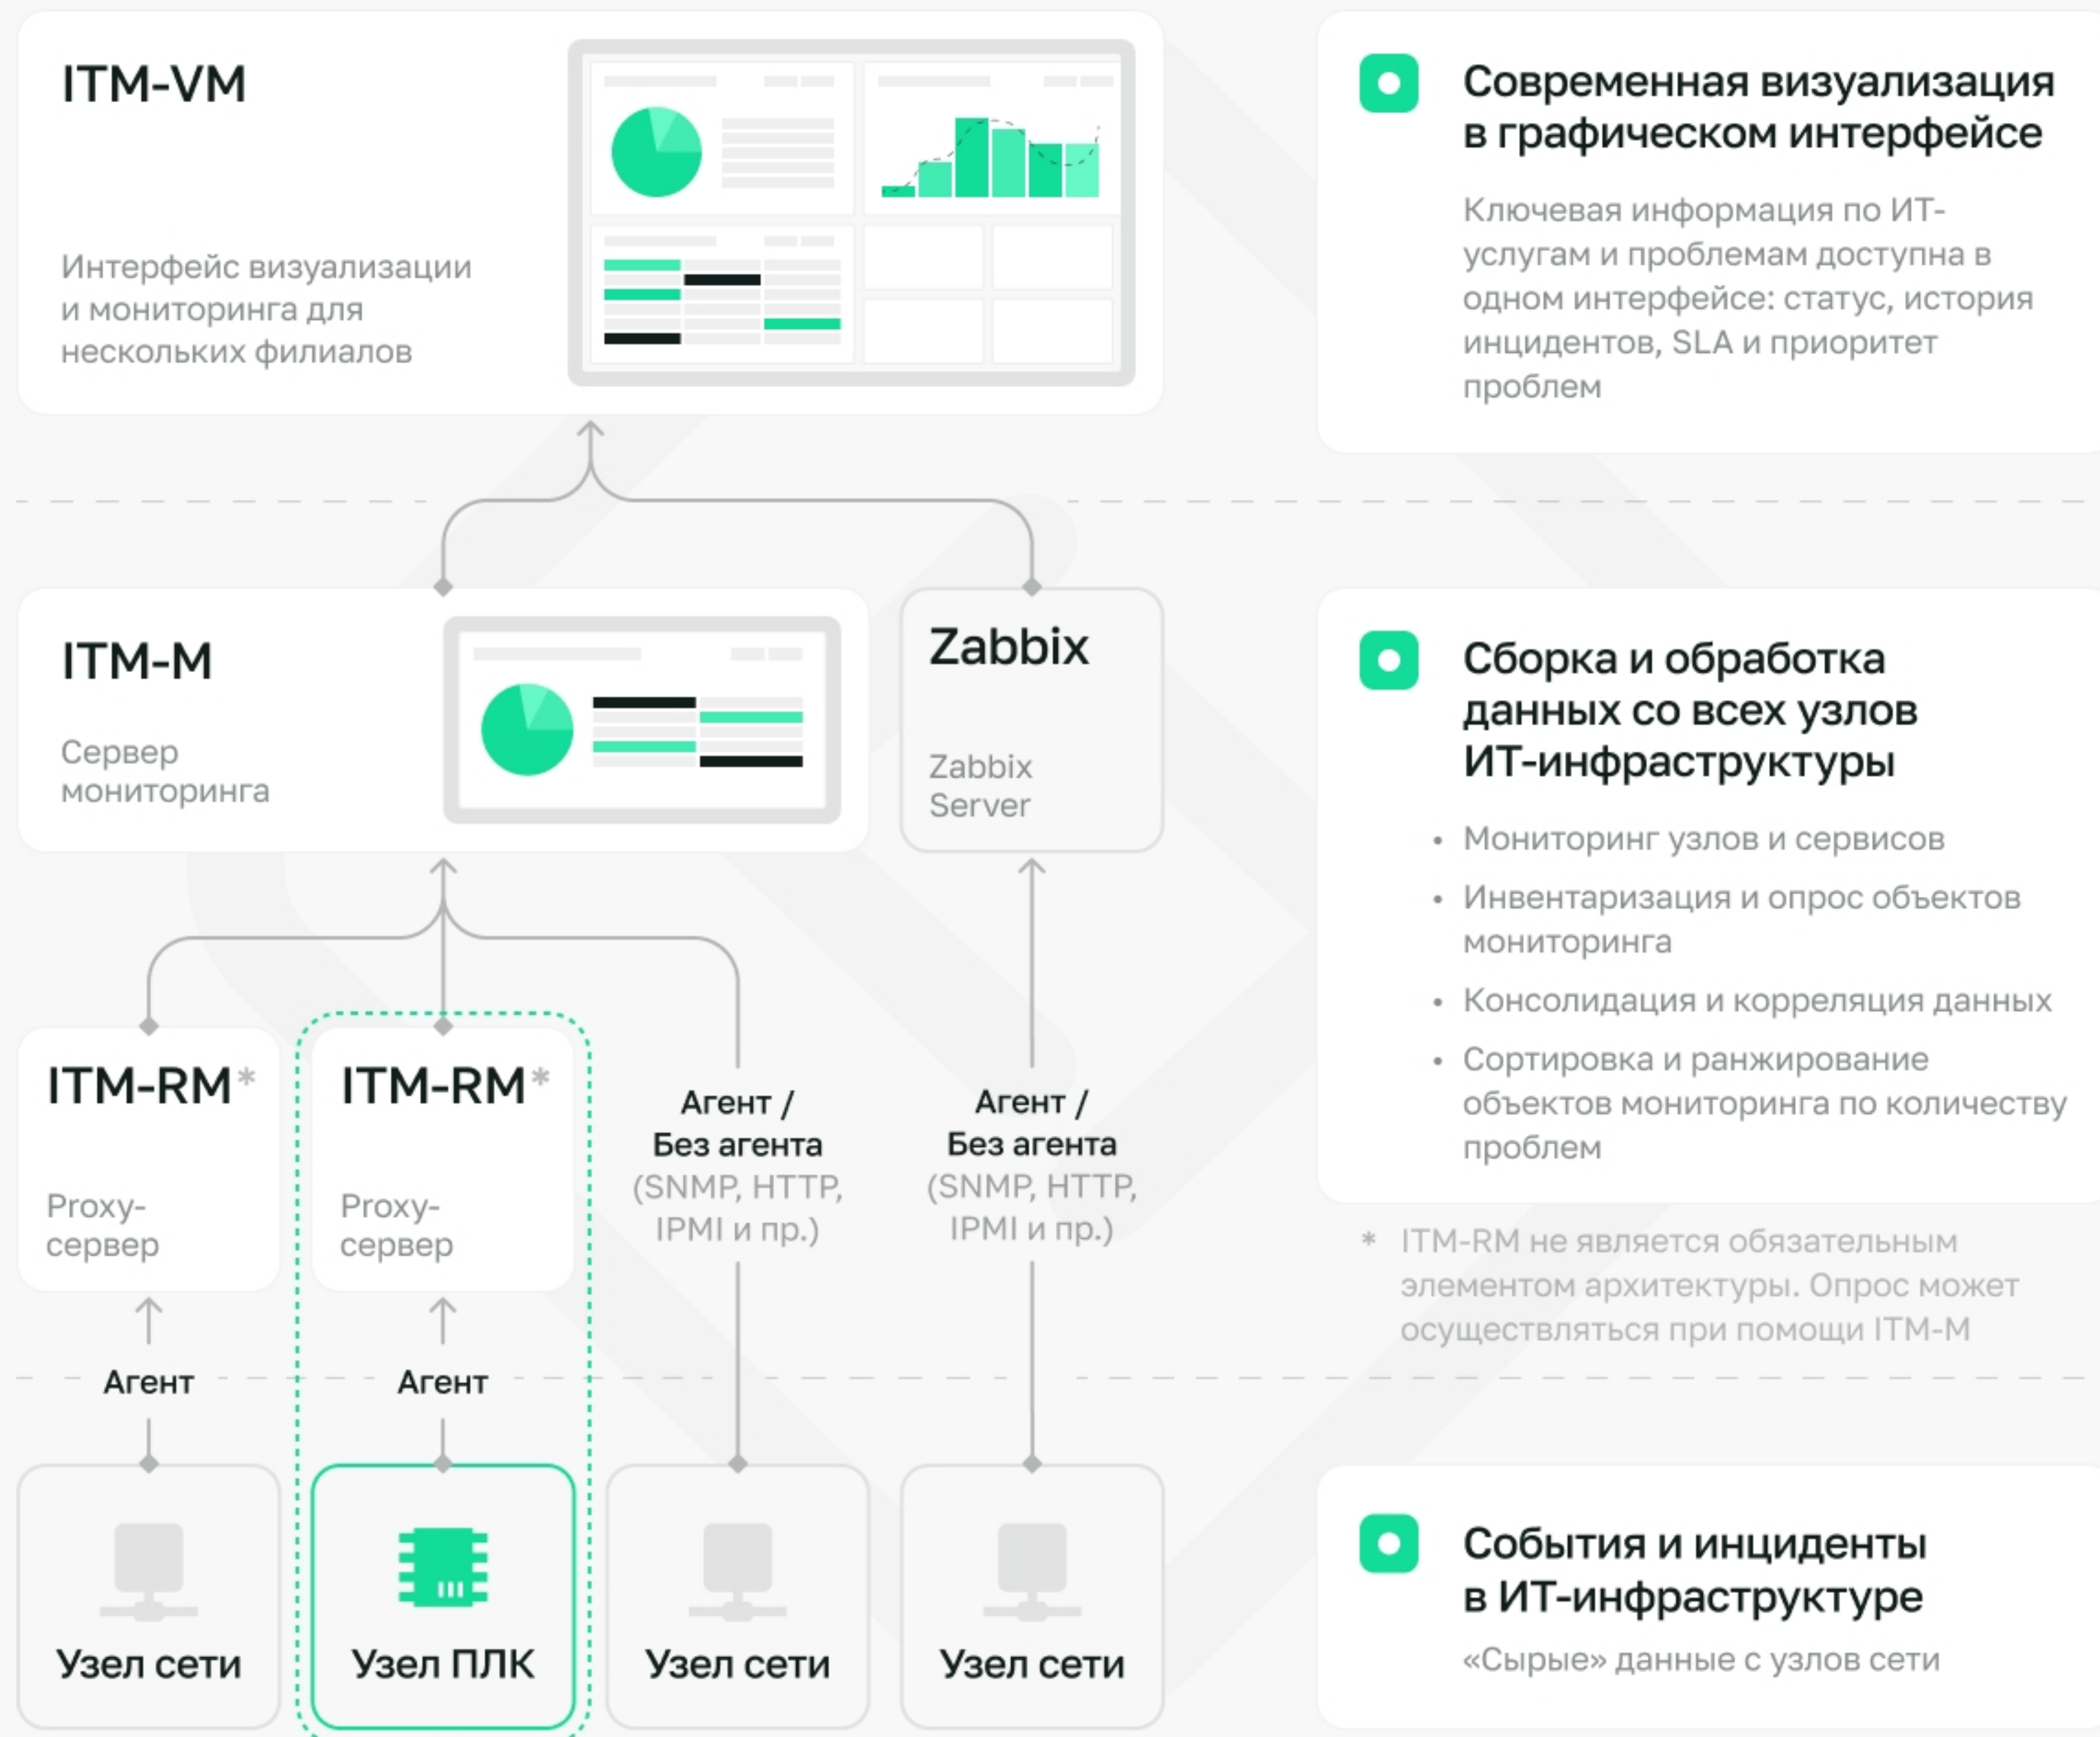 ITM-VM
Интерфейс визуализации
и мониторинга для
нескольких филиалов
Современная визуализация
в графическом интерфейсе
Ключевая информация по ИТ-
услугам и проблемам доступна в
одном интерфейсе: статус, история
инцидентов, SLA и приоритет
проблем
ITM-M
Сервер
мониторинга
Zabbix
Zabbix
Server
Сборка и обработка
данных со всех узлов
ИТ-инфраструктуры
• Мониторинг узлов и сервисов
• Инвентаризация и опрос объектов
мониторинга
• Консолидация и корреляция данных
• Сортировка и ранжирование
объектов мониторинга по количеству
проблем
ITM-RM*
Proxy-
сервер
ITM-RM*
Proxy-
сервер
Агент /
Без агента
(SNMP, HTTP,
IPMI и пр.)
Агент /
Без агента
(SNMP, HTTP,
IPMI и пр.)
* ITM-RM не является обязательным
элементом архитектуры. Опрос может
осуществляться при помощи ITM-M
Агент
Агент
Узел сети
Узел ПЛК
Узел сети
Узел сети
События и инциденты
в ИТ-инфраструктуре
«Сырые» данные с узлов сети